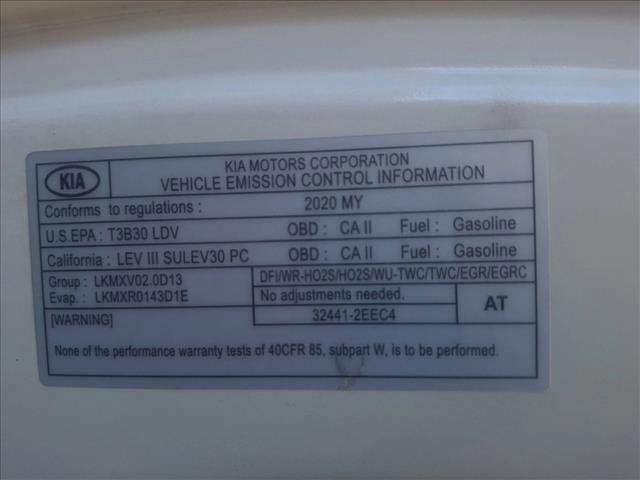 KIA
KIA MOTORS CORPORATION
VEHICLE EMISSION CONTROL INFORMATION
Conforms to regulations : 2020 MY
U.S.EPA : T3B30 LDV OBD : CA II Fuel : Gasoline
California : LEV III SULEV30 PC OBD : CA II Fuel : Gasoline
Group : LKMXV02.0D13 DFI/WR-HO2S/HO2S/WU-TWC/TWC/EGR/EGRC
Evap. : LKMXR0143D1E No adjustments needed. AT
[WARNING] 32441-2EEC4
None of the performance warranty tests of 40CFR 85, subpart W, is to be performed.